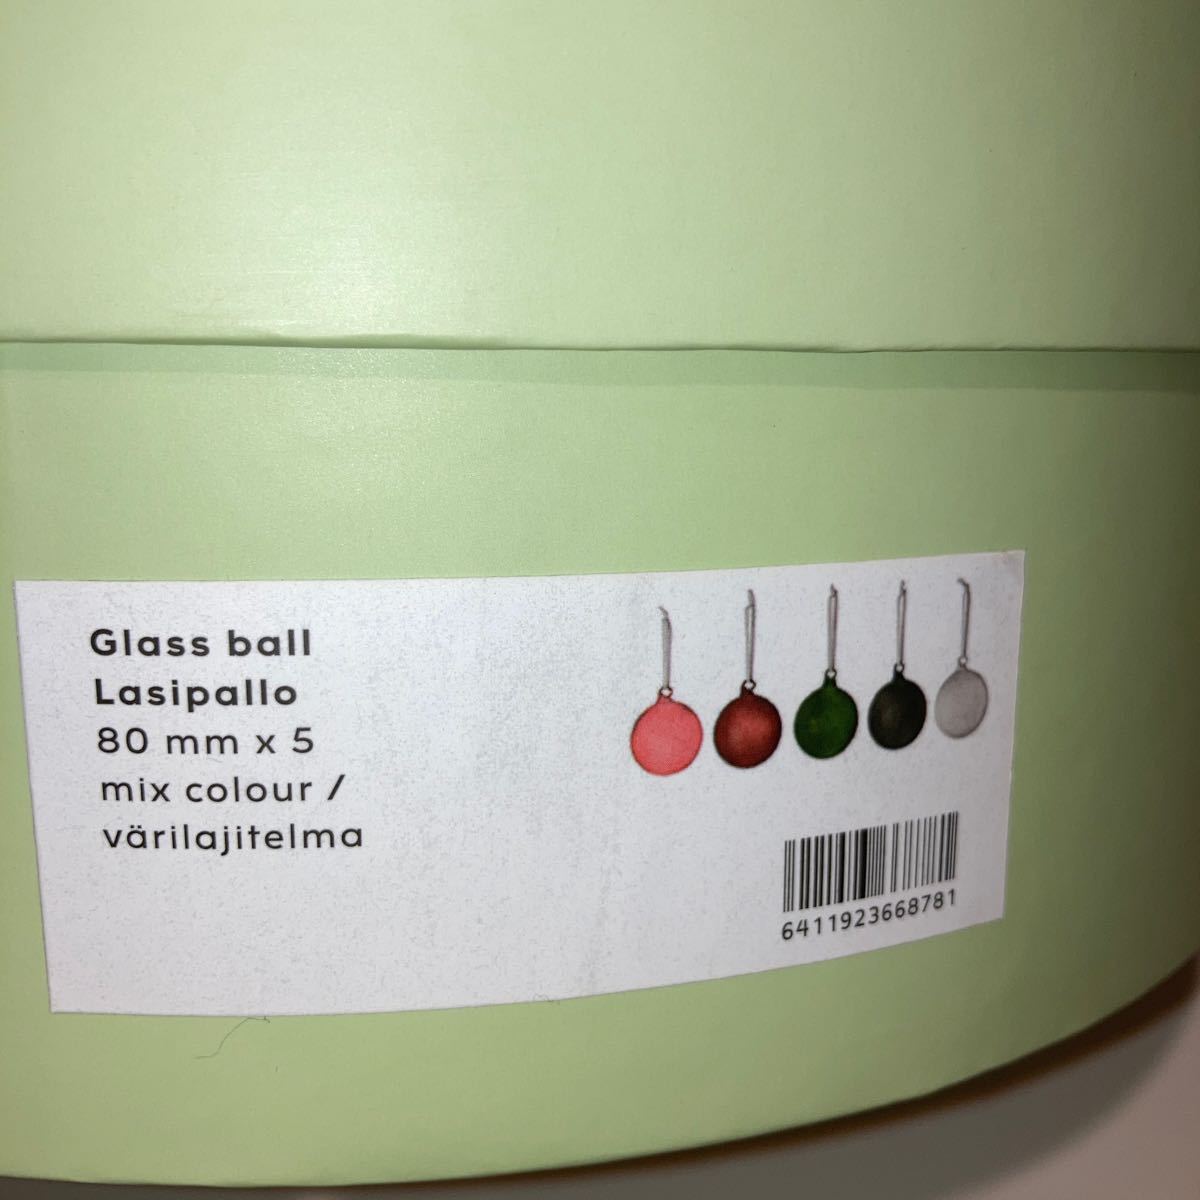 Glass ball
Lasipallo
80 mm x 5
mix colour /
värilajitelma
6411923668781